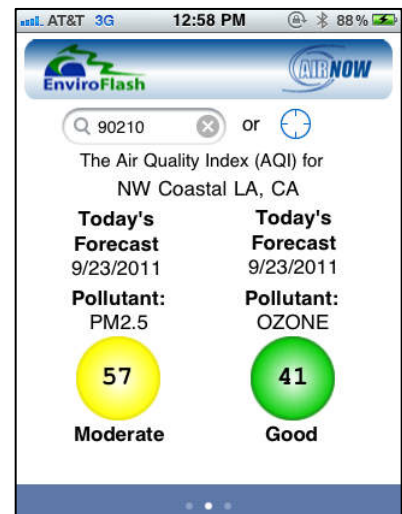 AT&T 3G 12:58 PM 88%
EnviroFlash AIRNOW
90210 or
The Air Quality Index (AQI) for
NW Coastal LA, CA
Today's Today's
Forecast Forecast
9/23/2011 9/23/2011
Pollutant: Pollutant:
PM2.5 OZONE
57 41
Moderate Good